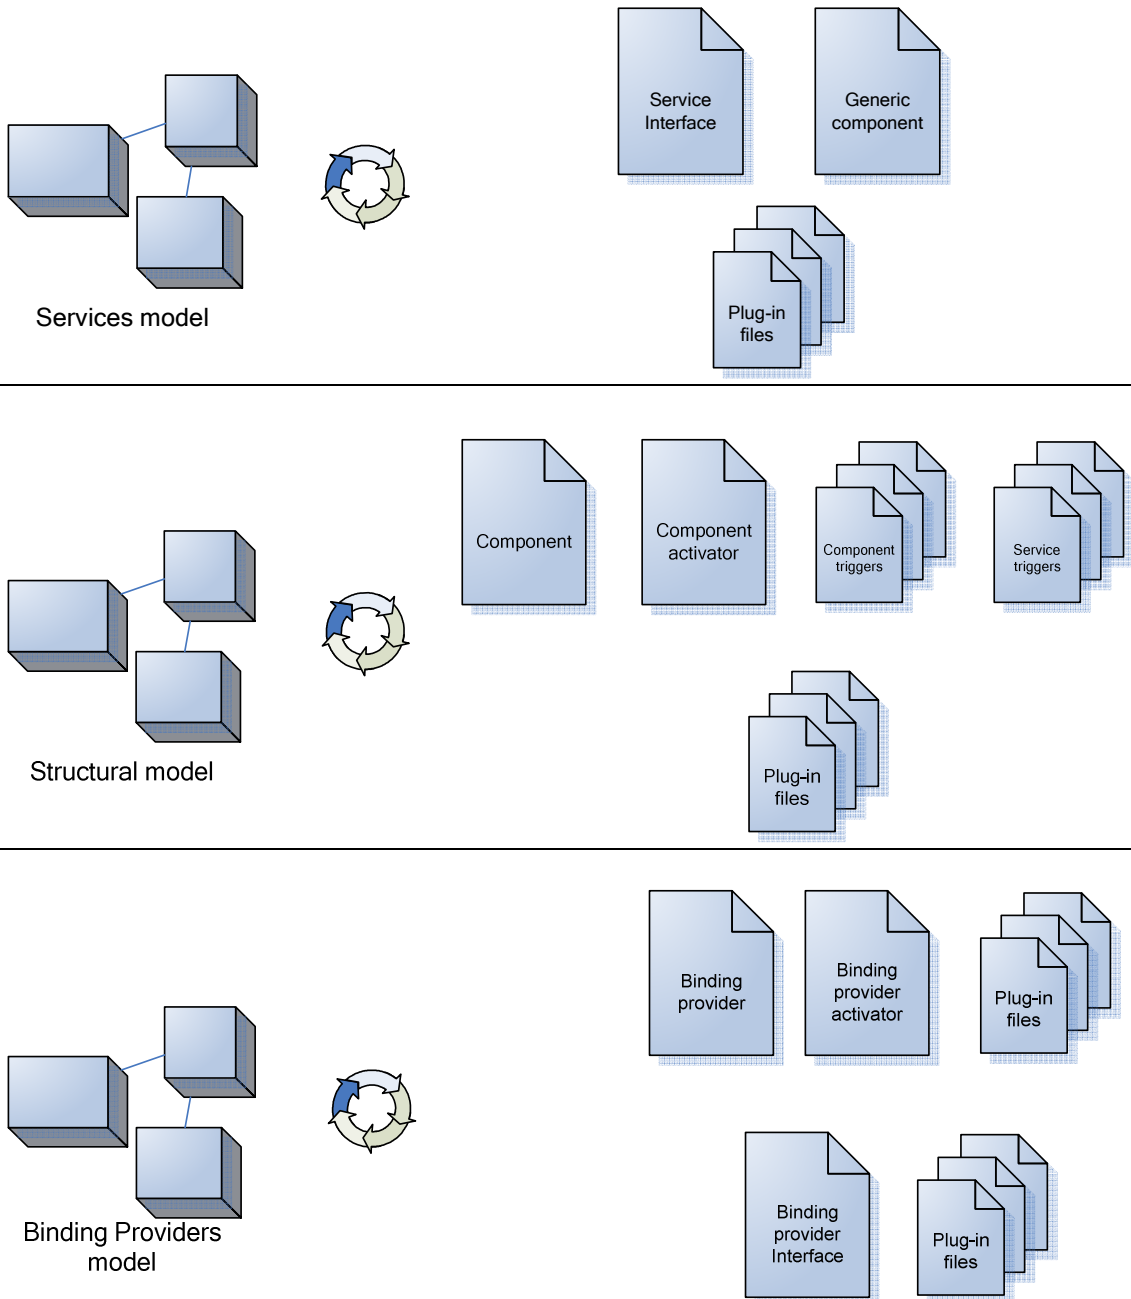 Service
Interface
Generic
component
Plug-in
files
Services model
Component
Component
activator
Component
triggers
Service
triggers
Plug-in
files
Structural model
Binding
provider
Binding
provider
activator
Plug-in
files
Binding
provider
Interface
Plug-in
files
Binding Providers
model